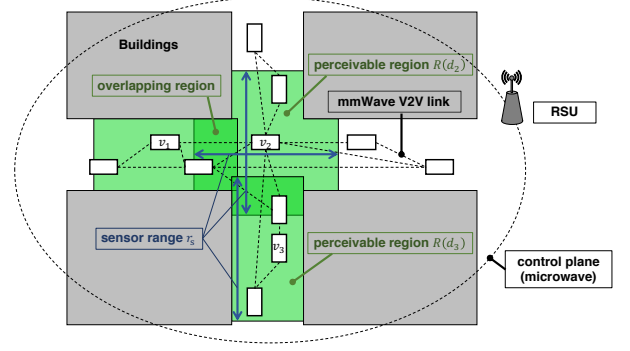 Buildings
perceivable region R(d₂)
overlapping region
mmWave V2V link
RSU
v₁
v₂
sensor range rₛ
v₃
perceivable region R(d₃)
control plane
(microwave)